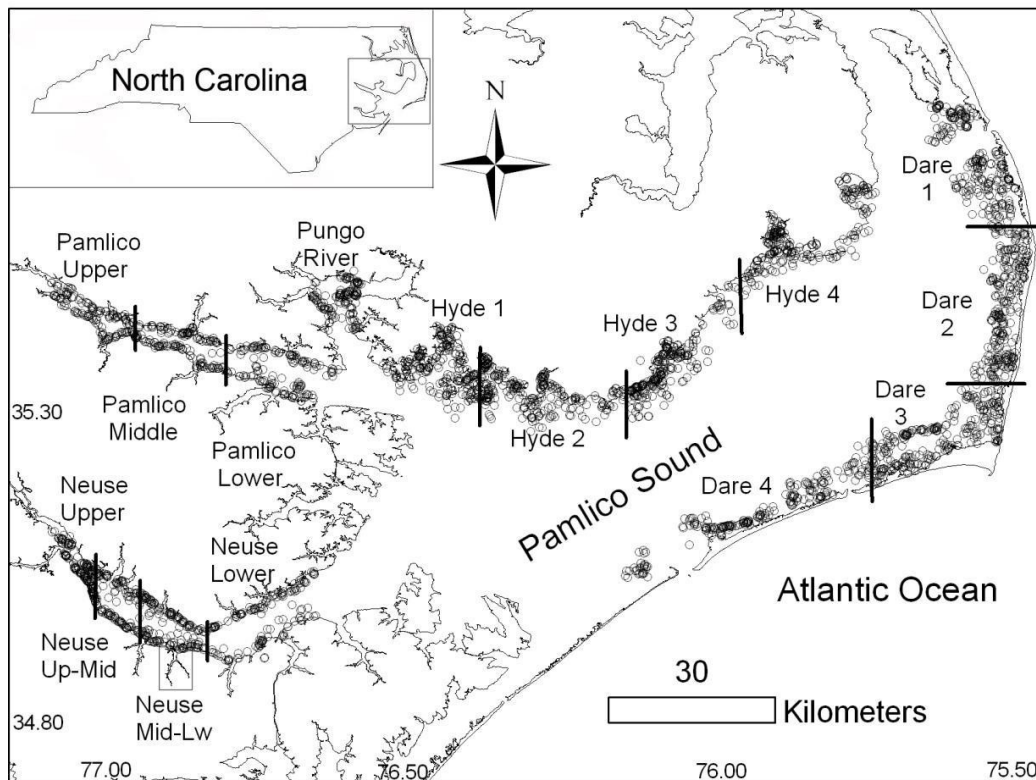 North Carolina
N
Dare
1
Pamlico
Upper
Pungo
River
Hyde 1
Hyde 3
Hyde 4
Dare
2
35.30
Pamlico
Middle
Hyde 2
Dare
3
Pamlico
Lower
Dare 4
Pamlico Sound
Neuse
Upper
Neuse
Lower
Atlantic Ocean
Neuse
Up-Mid
Neuse
Mid-Lw
30
Kilometers
34.80
77.00
76.50
76.00
75.50